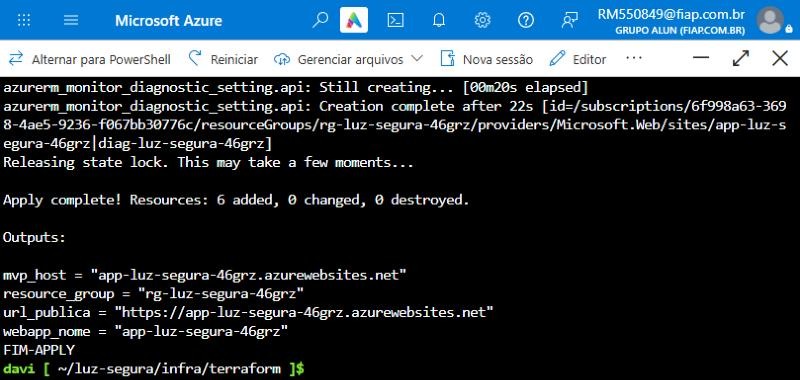 Microsoft Azure
RM550849@fiap.com.br
GRUPO ALUN (FIAP.COM.BR)
Alternar para PowerShell
Reiniciar
Gerenciar arquivos
Nova sessão
Editor
azurerm_monitor_diagnostic_setting.api: Still creating... [00m20s elapsed]
azurerm_monitor_diagnostic_setting.api: Creation complete after 22s [id=/subscriptions/6f998a63-369
8-4ae5-9236-f067bb30776c/resourceGroups/rg-luz-segura-46grz/providers/Microsoft.Web/sites/app-luz-s
egura-46grz|diag-luz-segura-46grz]
Releasing state lock. This may take a few moments...
Apply complete! Resources: 6 added, 0 changed, 0 destroyed.
Outputs:
mvp_host = "app-luz-segura-46grz.azurewebsites.net"
resource_group = "rg-luz-segura-46grz"
url_publica = "https://app-luz-segura-46grz.azurewebsites.net"
webapp_nome = "app-luz-segura-46grz"
FIM-APPLY
davi [ ~/luz-segura/infra/terraform ]$